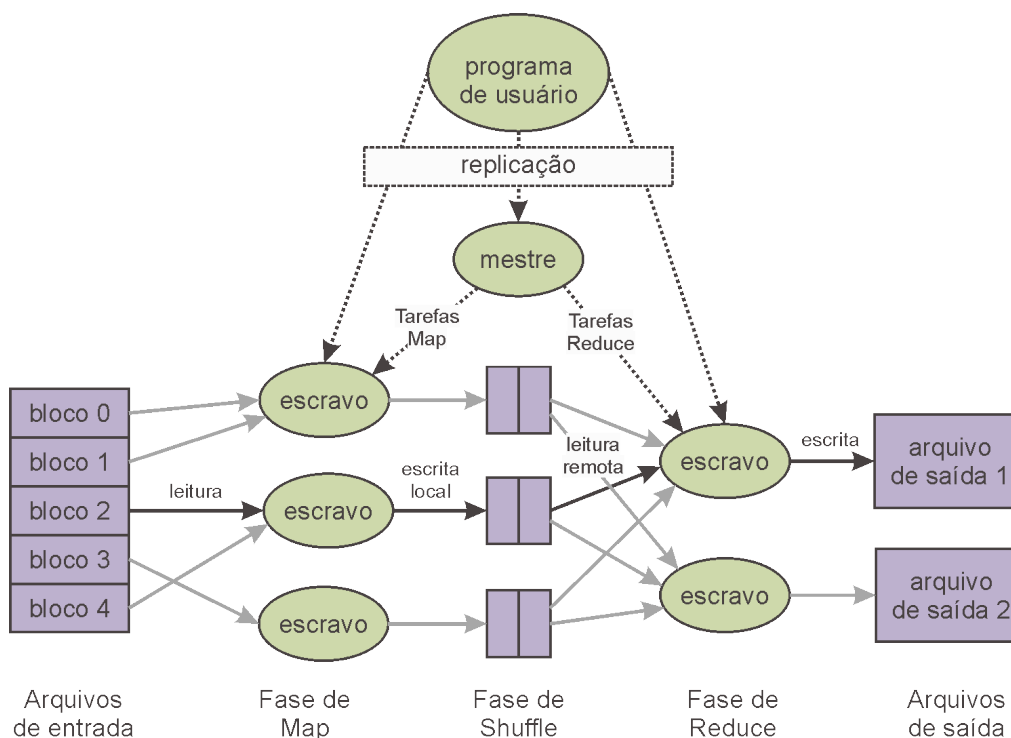 programa
de usuário
replicação
mestre
Tarefas
Map
Tarefas
Reduce
bloco 0
bloco 1
bloco 2
bloco 3
bloco 4
leitura
escravo
escravo
escravo
escrita
local
leitura
remota
escravo
escravo
escrita
arquivo
de saída 1
arquivo
de saída 2
Arquivos
de entrada
Fase de
Map
Fase de
Shuffle
Fase de
Reduce
Arquivos
de saída